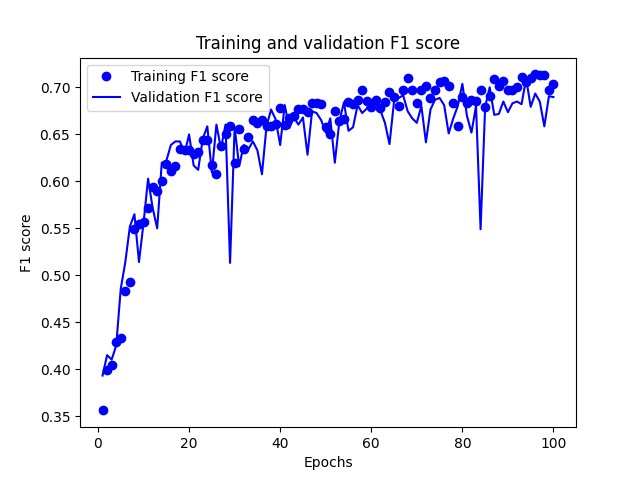 Training and validation F1 score
Training F1 score
Validation F1 score
0.70
0.65
0.60
0.55
0.50
0.45
0.40
0.35
F1 score
0
20
40
60
80
100
Epochs